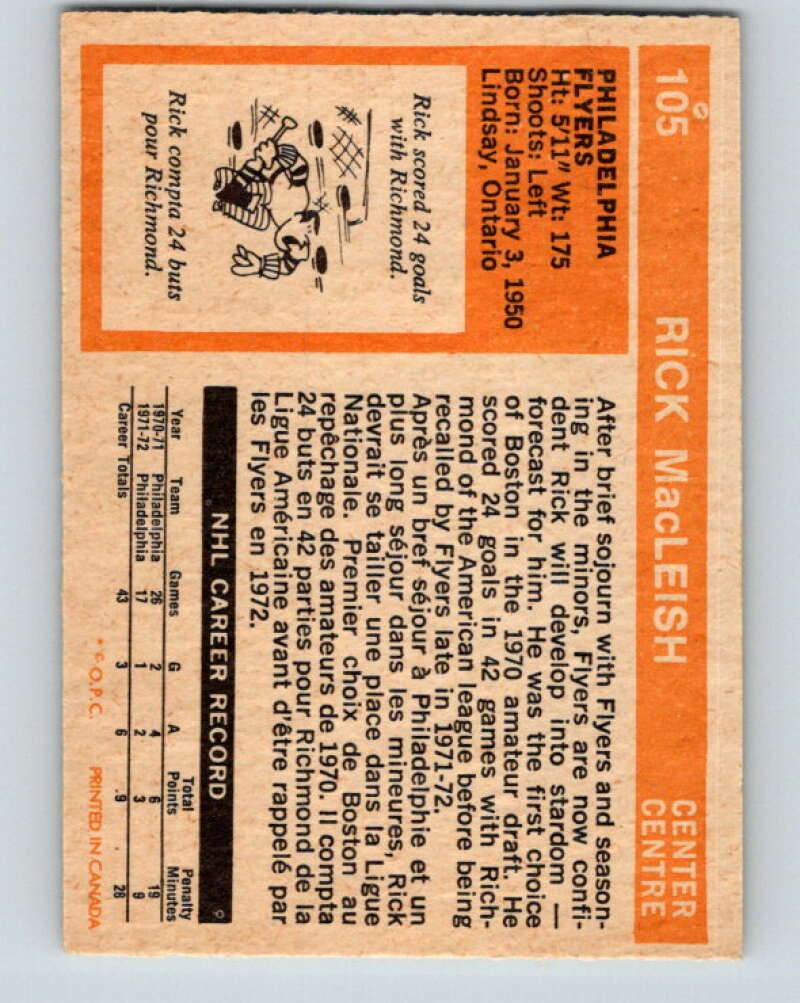 105 RICK MacLEISH CENTER
CENTRE
PHILADELPHIA
FLYERS
Ht: 5'11" Wt: 175
Shoots: Left
Born: January 3, 1950
Lindsay, Ontario
Rick scored 24 goals
with Richmond.
Rick compta 24 buts
pour Richmond.
After brief sojourn with Flyers and season-
ing in the minors, Flyers are now confi-
dent Rick will develop into stardom —
forecast for him. He was the first choice
of Boston in the 1970 amateur draft. He
scored 24 goals in 42 games with Rich-
mond of the American league before being
recalled by Flyers late in 1971-72.
Après un bref séjour à Philadelphie et un
plus long séjour dans les mineures, Rick
devrait se tailler une place dans la Ligue
Nationale. Premier choix de Boston au
repêchage des amateurs de 1970. Il compta
24 buts en 42 parties pour Richmond de la
Ligue Américaine avant d'être rappelé par
les Flyers en 1972.
NHL CAREER RECORD
Year Team Games G A Total Points Penalty Minutes
1970-71 Philadelphia 26 2 4 6 19
1971-72 Philadelphia 17 1 2 3 9
Career Totals 43 3 6 9 28
*©O.P.C. PRINTED IN CANADA